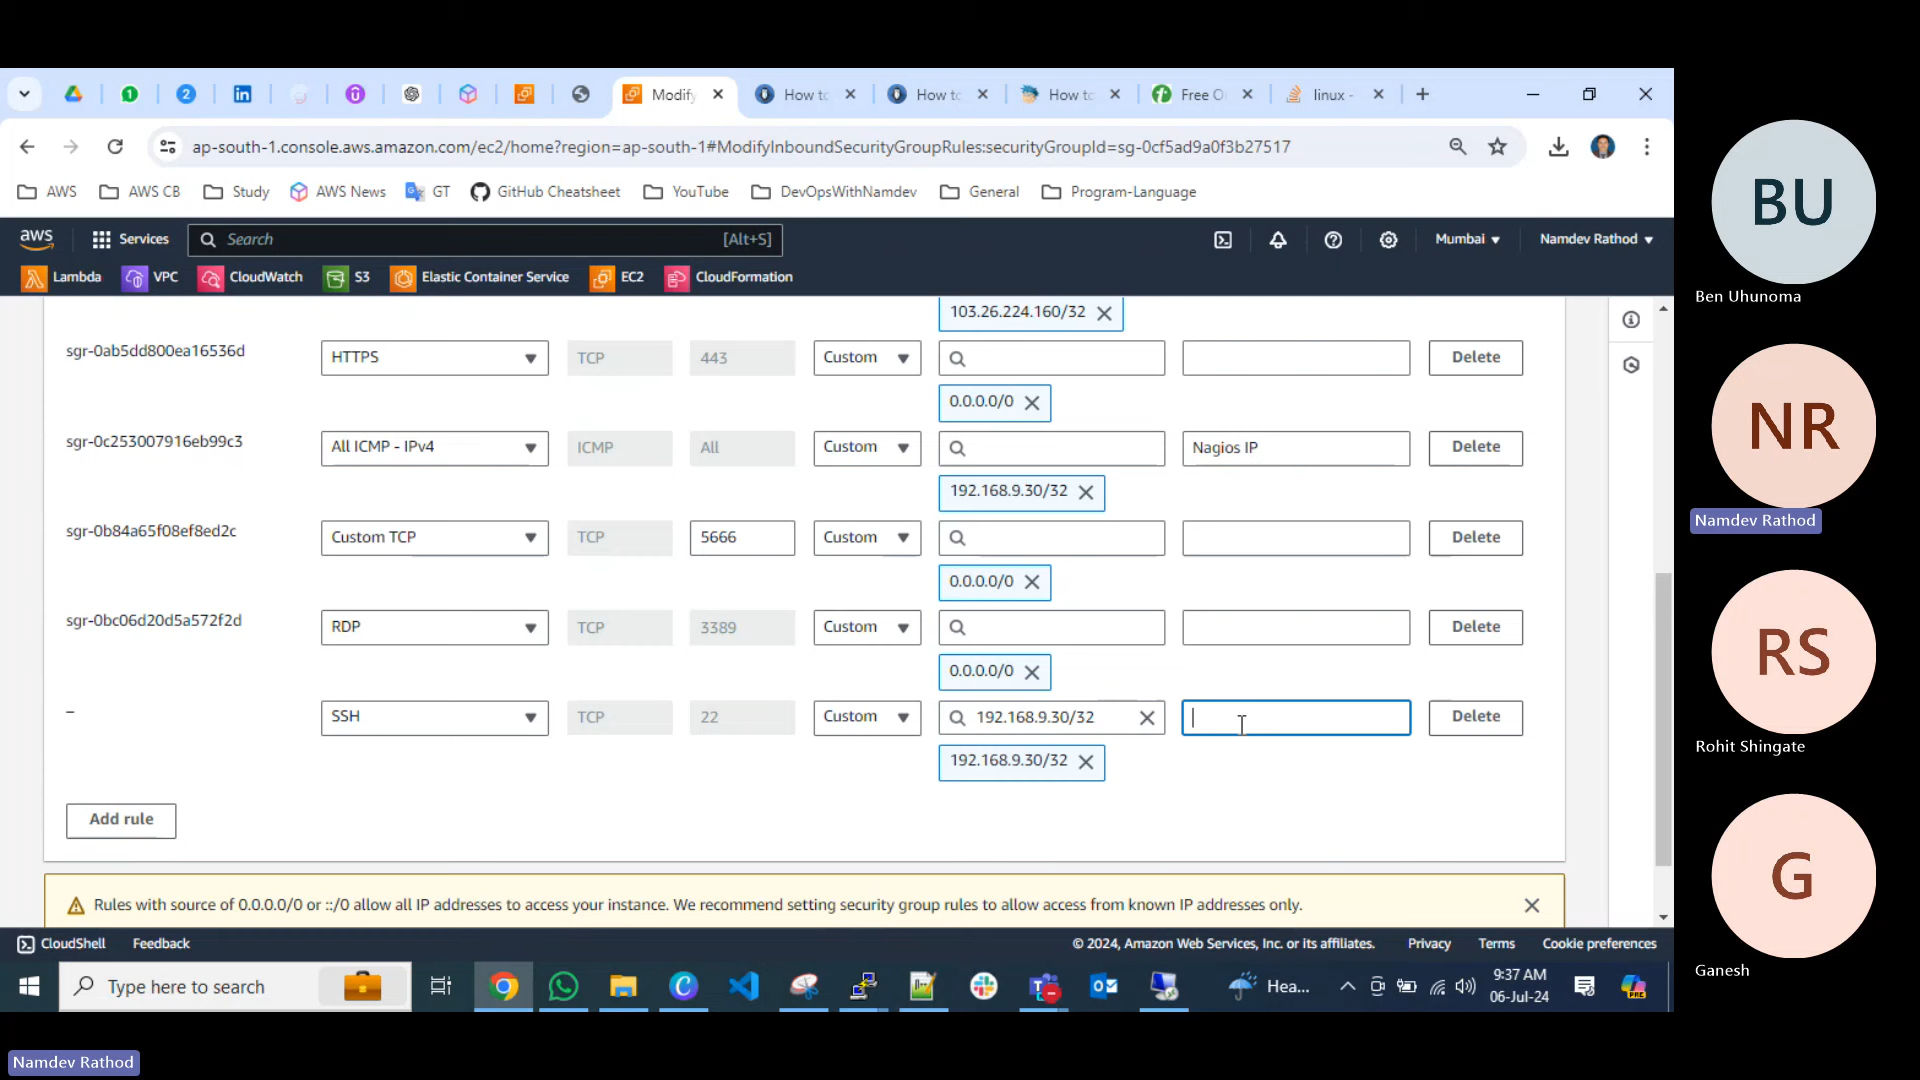 1
2
Modify
How to
How to
How to
Free O
linux -
ap-south-1.console.aws.amazon.com/ec2/home?region=ap-south-1#ModifyInboundSecurityGroupRules:securityGroupId=sg-0cf5ad9a0f3b27517
AWS AWS CB Study AWS News GT GitHub Cheatsheet YouTube DevOpsWithNamdev General Program-Language
aws Services Search [Alt+S] Mumbai Namdev Rathod
Lambda VPC CloudWatch S3 Elastic Container Service EC2 CloudFormation
103.26.224.160/32
sgr-0ab5dd800ea16536d HTTPS TCP 443 Custom Delete
0.0.0.0/0
sgr-0c253007916eb99c3 All ICMP - IPv4 ICMP All Custom Nagios IP Delete
192.168.9.30/32
sgr-0b84a65f08ef8ed2c Custom TCP TCP 5666 Custom Delete
0.0.0.0/0
sgr-0bc06d20d5a572f2d RDP TCP 3389 Custom Delete
0.0.0.0/0
– SSH TCP 22 Custom 192.168.9.30/32 Delete
192.168.9.30/32
Add rule
Rules with source of 0.0.0.0/0 or ::/0 allow all IP addresses to access your instance. We recommend setting security group rules to allow access from known IP addresses only.
CloudShell Feedback © 2024, Amazon Web Services, Inc. or its affiliates. Privacy Terms Cookie preferences
Type here to search
Hea...
9:37 AM
06-Jul-24
BU
Ben Uhunoma
NR
Namdev Rathod
RS
Rohit Shingate
G
Ganesh
Namdev Rathod